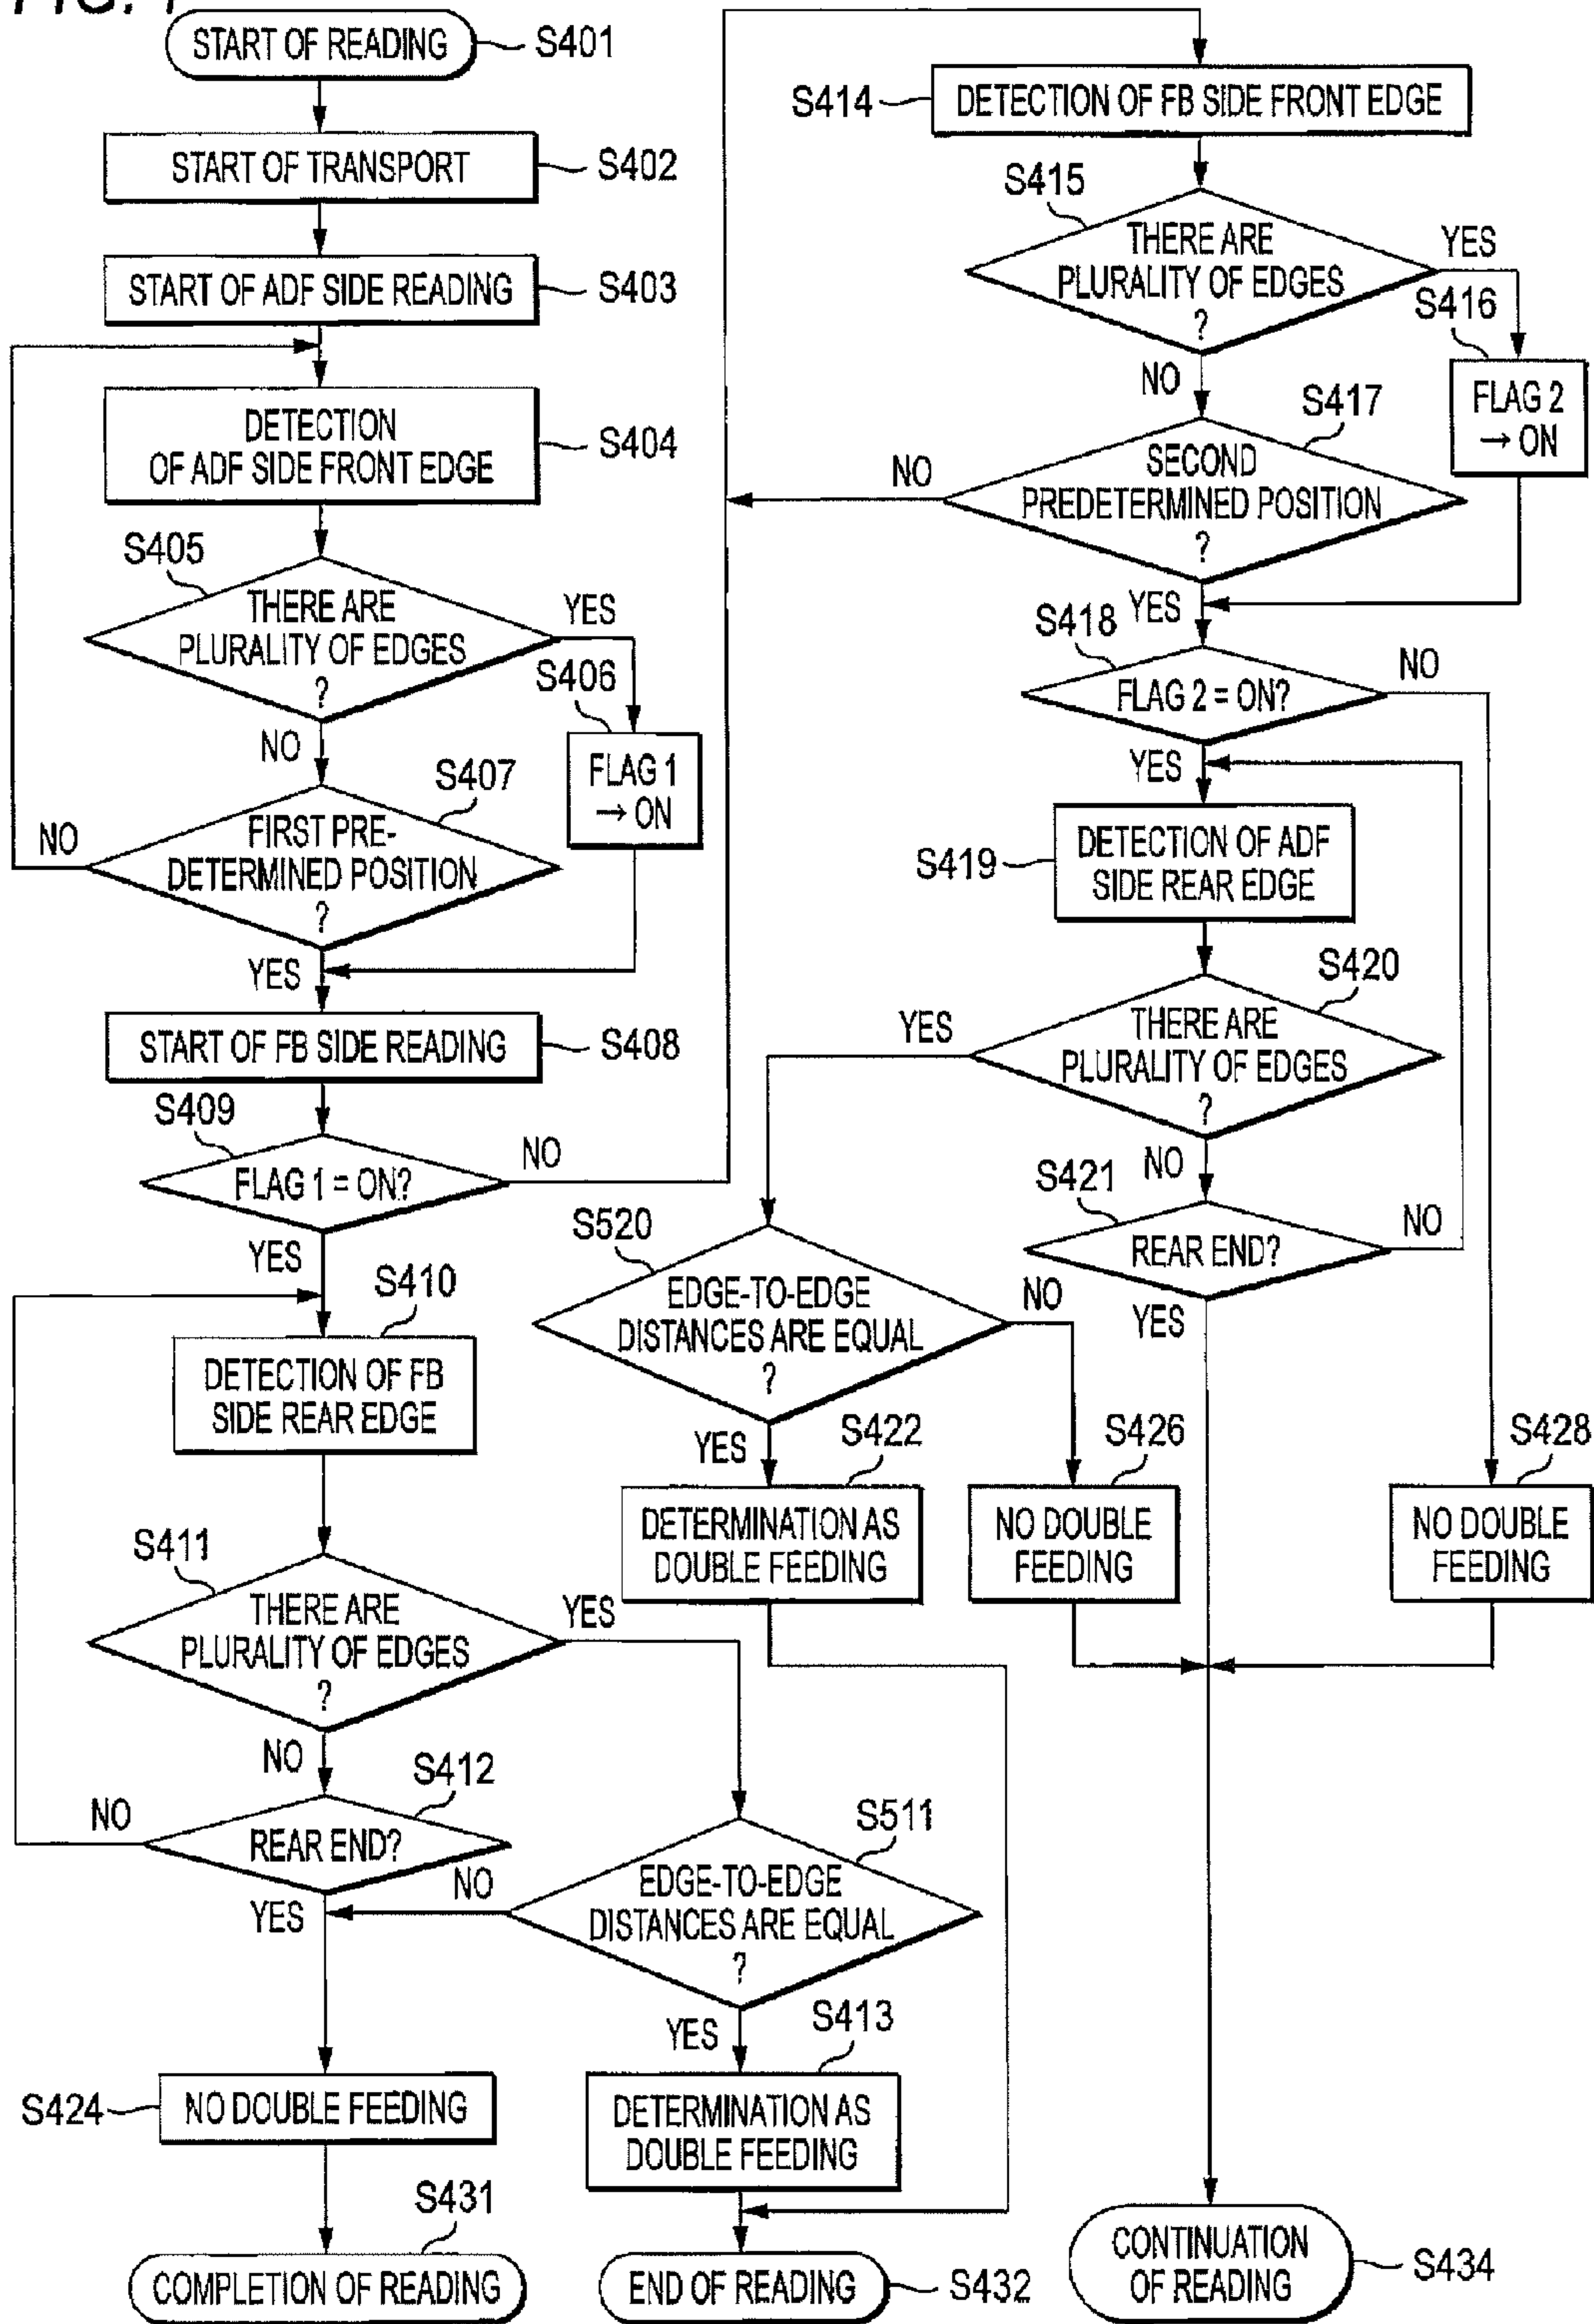 FIG.
START OF READING
S401
START OF TRANSPORT
S402
START OF ADF SIDE READING
S403
DETECTION
OF ADF SIDE FRONT EDGE
S404
S405
THERE ARE
PLURALITY OF EDGES
?
YES
NO
S406
FLAG 1
→ ON
S407
FIRST PRE-
DETERMINED POSITION
?
NO
YES
START OF FB SIDE READING
S408
S409
FLAG 1 = ON?
NO
YES
S410
DETECTION OF FB
SIDE REAR EDGE
S411
THERE ARE
PLURALITY OF EDGES
?
YES
NO
S412
REAR END?
NO
YES
S511
EDGE-TO-EDGE
DISTANCES ARE EQUAL
?
NO
YES
S413
DETERMINATION AS
DOUBLE FEEDING
S424
NO DOUBLE FEEDING
S431
COMPLETION OF READING
END OF READING
S432
S414
DETECTION OF FB SIDE FRONT EDGE
S415
THERE ARE
PLURALITY OF EDGES
?
YES
NO
S416
FLAG 2
→ ON
S417
SECOND
PREDETERMINED POSITION
?
NO
YES
S418
FLAG 2 = ON?
NO
YES
S419
DETECTION OF ADF
SIDE REAR EDGE
S420
THERE ARE
PLURALITY OF EDGES
?
YES
NO
S421
REAR END?
NO
YES
S520
EDGE-TO-EDGE
DISTANCES ARE EQUAL
?
NO
YES
S422
DETERMINATION AS
DOUBLE FEEDING
S426
NO DOUBLE
FEEDING
S428
NO DOUBLE
FEEDING
CONTINUATION
OF READING
S434